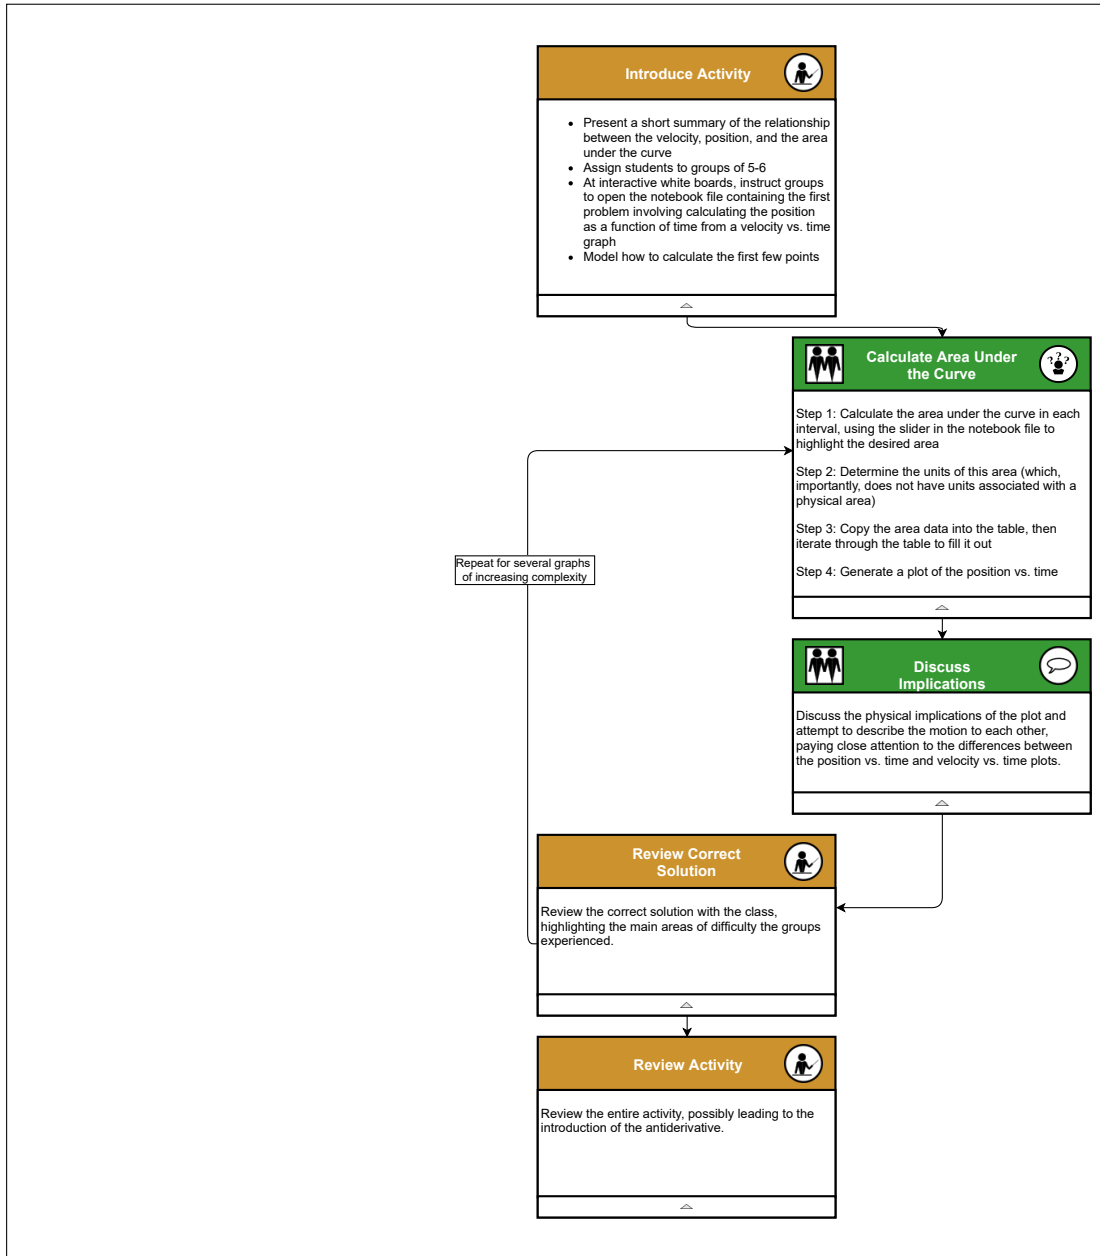 Introduce Activity
• Present a short summary of the relationship
between the velocity, position, and the area
under the curve
• Assign students to groups of 5-6
• At interactive white boards, instruct groups
to open the notebook file containing the first
problem involving calculating the position
as a function of time from a velocity vs. time
graph
• Model how to calculate the first few points
Calculate Area Under
the Curve
???
Step 1: Calculate the area under the curve in each
interval, using the slider in the notebook file to
highlight the desired area
Step 2: Determine the units of this area (which,
importantly, does not have units associated with a
physical area)
Step 3: Copy the area data into the table, then
iterate through the table to fill it out
Step 4: Generate a plot of the position vs. time
Repeat for several graphs
of increasing complexity
Discuss
Implications
Discuss the physical implications of the plot and
attempt to describe the motion to each other,
paying close attention to the differences between
the position vs. time and velocity vs. time plots.
Review Correct
Solution
Review the correct solution with the class,
highlighting the main areas of difficulty the groups
experienced.
Review Activity
Review the entire activity, possibly leading to the
introduction of the antiderivative.